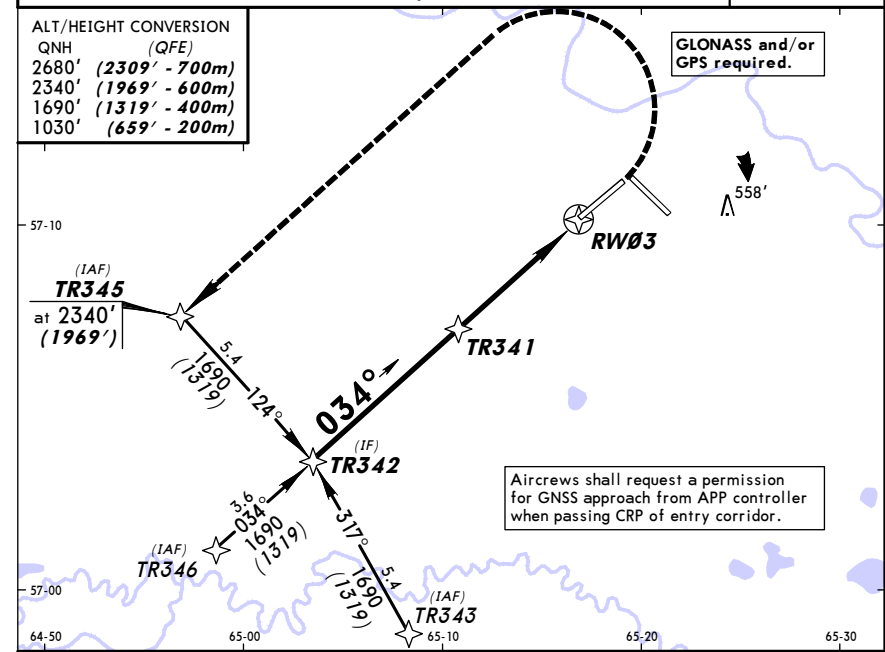 ALT/HEIGHT CONVERSION
QNH (QFE)
2680' (2309' - 700m)
2340' (1969' - 600m)
1690' (1319' - 400m)
1030' (659' - 200m)
GLONASS and/or
GPS required.
558'
57-10
RWØ3
(IAF)
TR345
at 2340'
(1969')
TR341
5.4
1690
(1319)
124°
034°
(IF)
TR342
Aircrews shall request a permission
for GNSS approach from APP controller
when passing CRP of entry corridor.
3.6
034°
1690
(1319)
317°
5.4
1690
(1319)
(IAF)
TR346
(IAF)
TR343
57-00
64-50
65-00
65-10
65-20
65-30